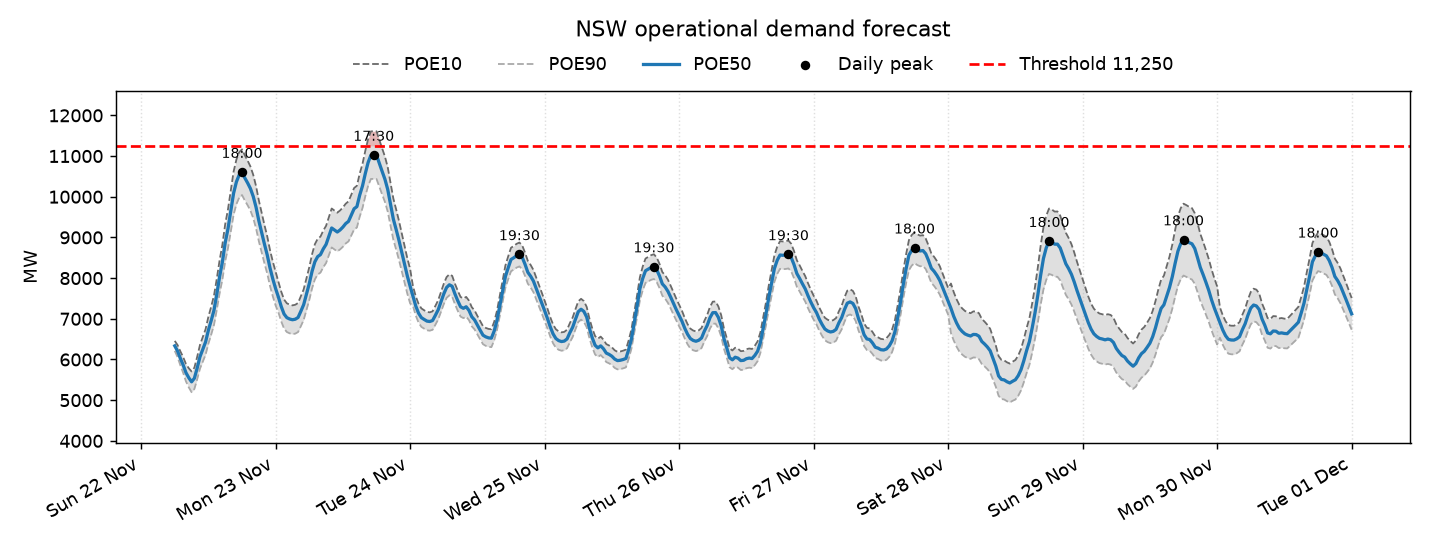 NSW operational demand forecast
POE10 POE90 POE50 Daily peak Threshold 11,250
MW
12000
11000
10000
9000
8000
7000
6000
5000
4000
18:00
17:30
19:30
19:30
19:30
18:00
18:00
18:00
18:00
Sun 22 Nov
Mon 23 Nov
Tue 24 Nov
Wed 25 Nov
Thu 26 Nov
Fri 27 Nov
Sat 28 Nov
Sun 29 Nov
Mon 30 Nov
Tue 01 Dec